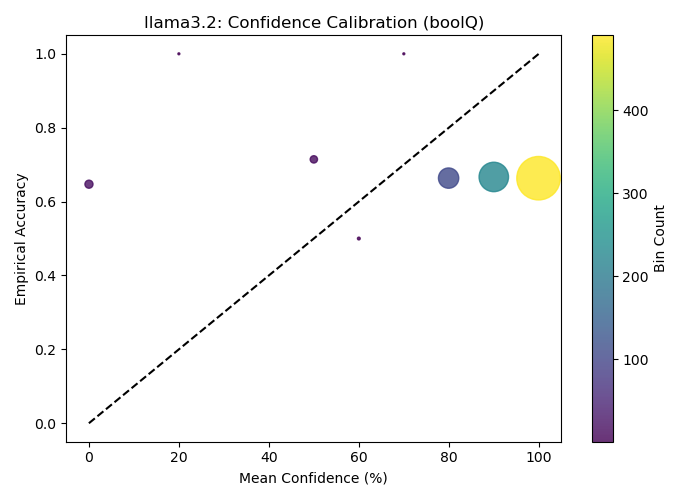 llama3.2: Confidence Calibration (boolQ)
1.0
0.8
0.6
0.4
0.2
0.0
Empirical Accuracy
0 20 40 60 80 100
Mean Confidence (%)
400
300
200
100
Bin Count